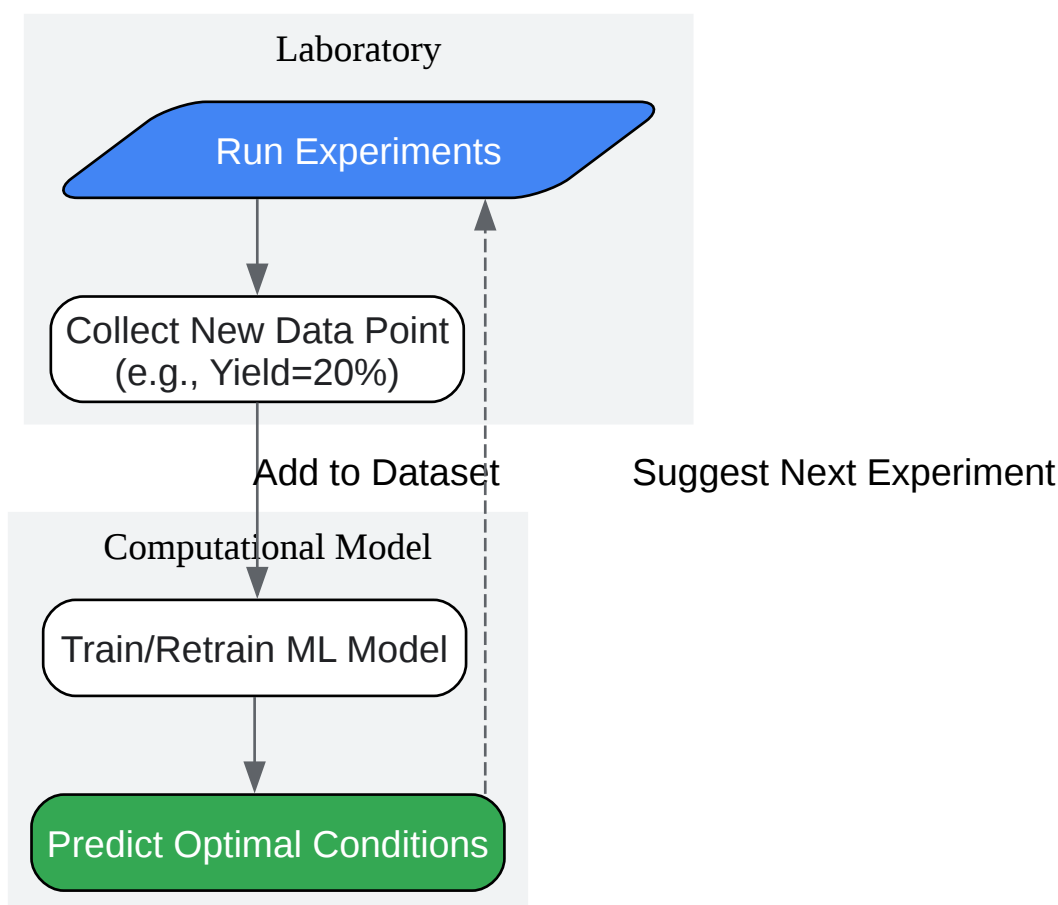 Laboratory
Run Experiments
Collect New Data Point
(e.g., Yield=20%)
Add to Dataset
Suggest Next Experiment
Computational Model
Train/Retrain ML Model
Predict Optimal Conditions